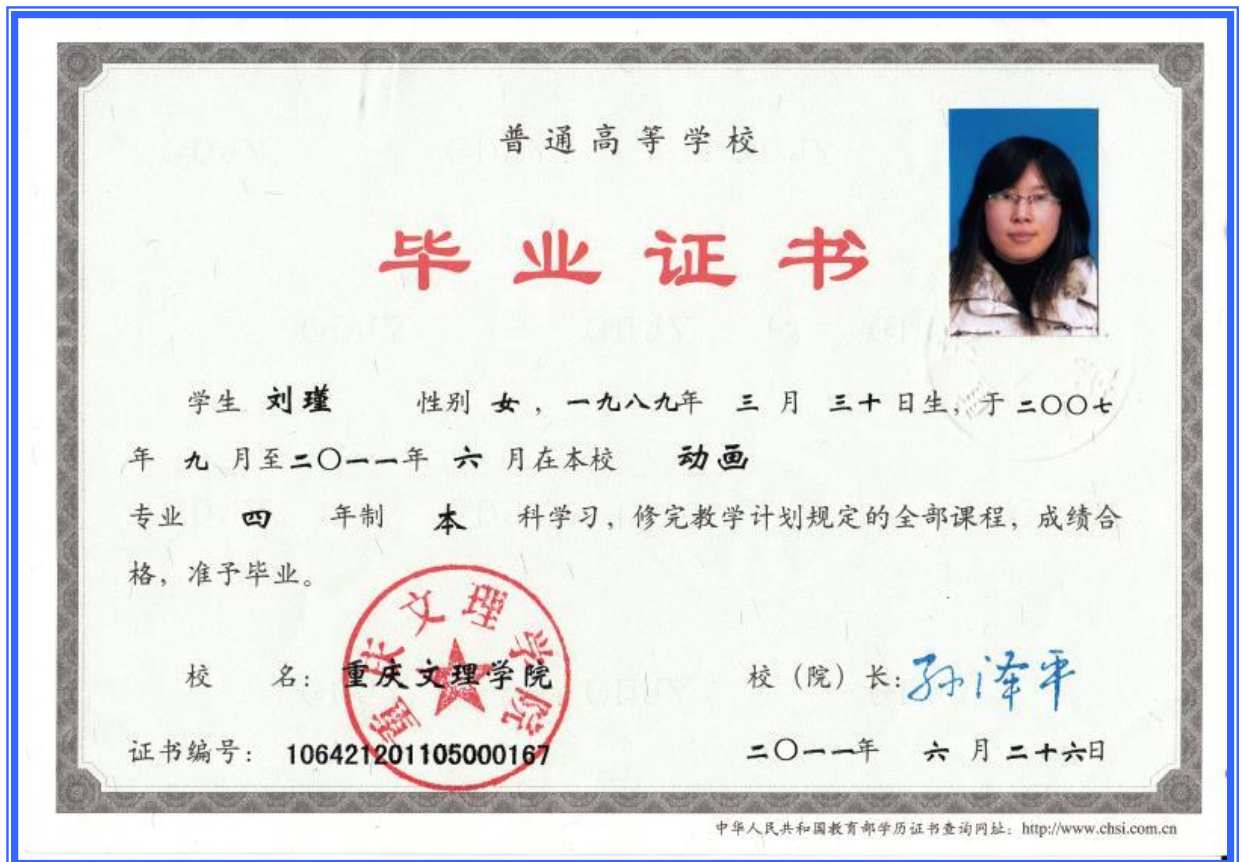 普通高等学校
毕业证书
学生 刘瑾 性别 女，一九八九年 三 月 三十 日生，于 二〇〇七
年 九 月至二〇一一年 六 月在本校 动画
专业 四 年制 本 科学习，修完教学计划规定的全部课程，成绩合
格，准予毕业。
重庆文理学院
校 名：重庆文理学院 校（院）长：孙泽平
证书编号：106421201105000167 二〇一一年 六 月 二十六日
中华人民共和国教育部学历证书查询网址：http://www.chsi.com.cn